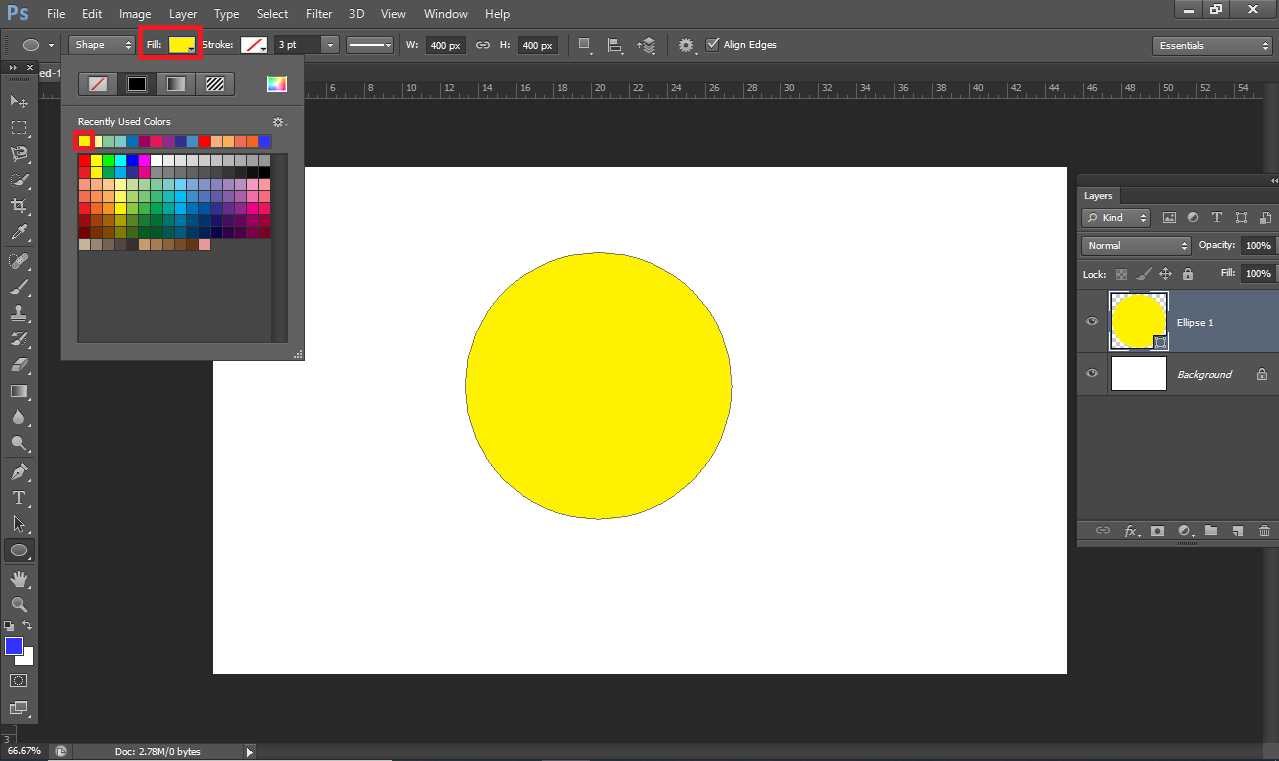 Ps File Edit Image Layer Type Select Filter 3D View Window Help
Shape Fill: Stroke: 3 pt W: 400 px H: 400 px Align Edges Essentials
ed-1
6 8 10 12 14 16 18 20 22 24 26 28 30 32 34 36 38 40 42 44 46 48 50 52 54
Recently Used Colors
Layers
Kind
Normal Opacity: 100%
Lock: Fill: 100%
Ellipse 1
Background
T
fx
3
66.67% Doc: 2.78M/0 bytes